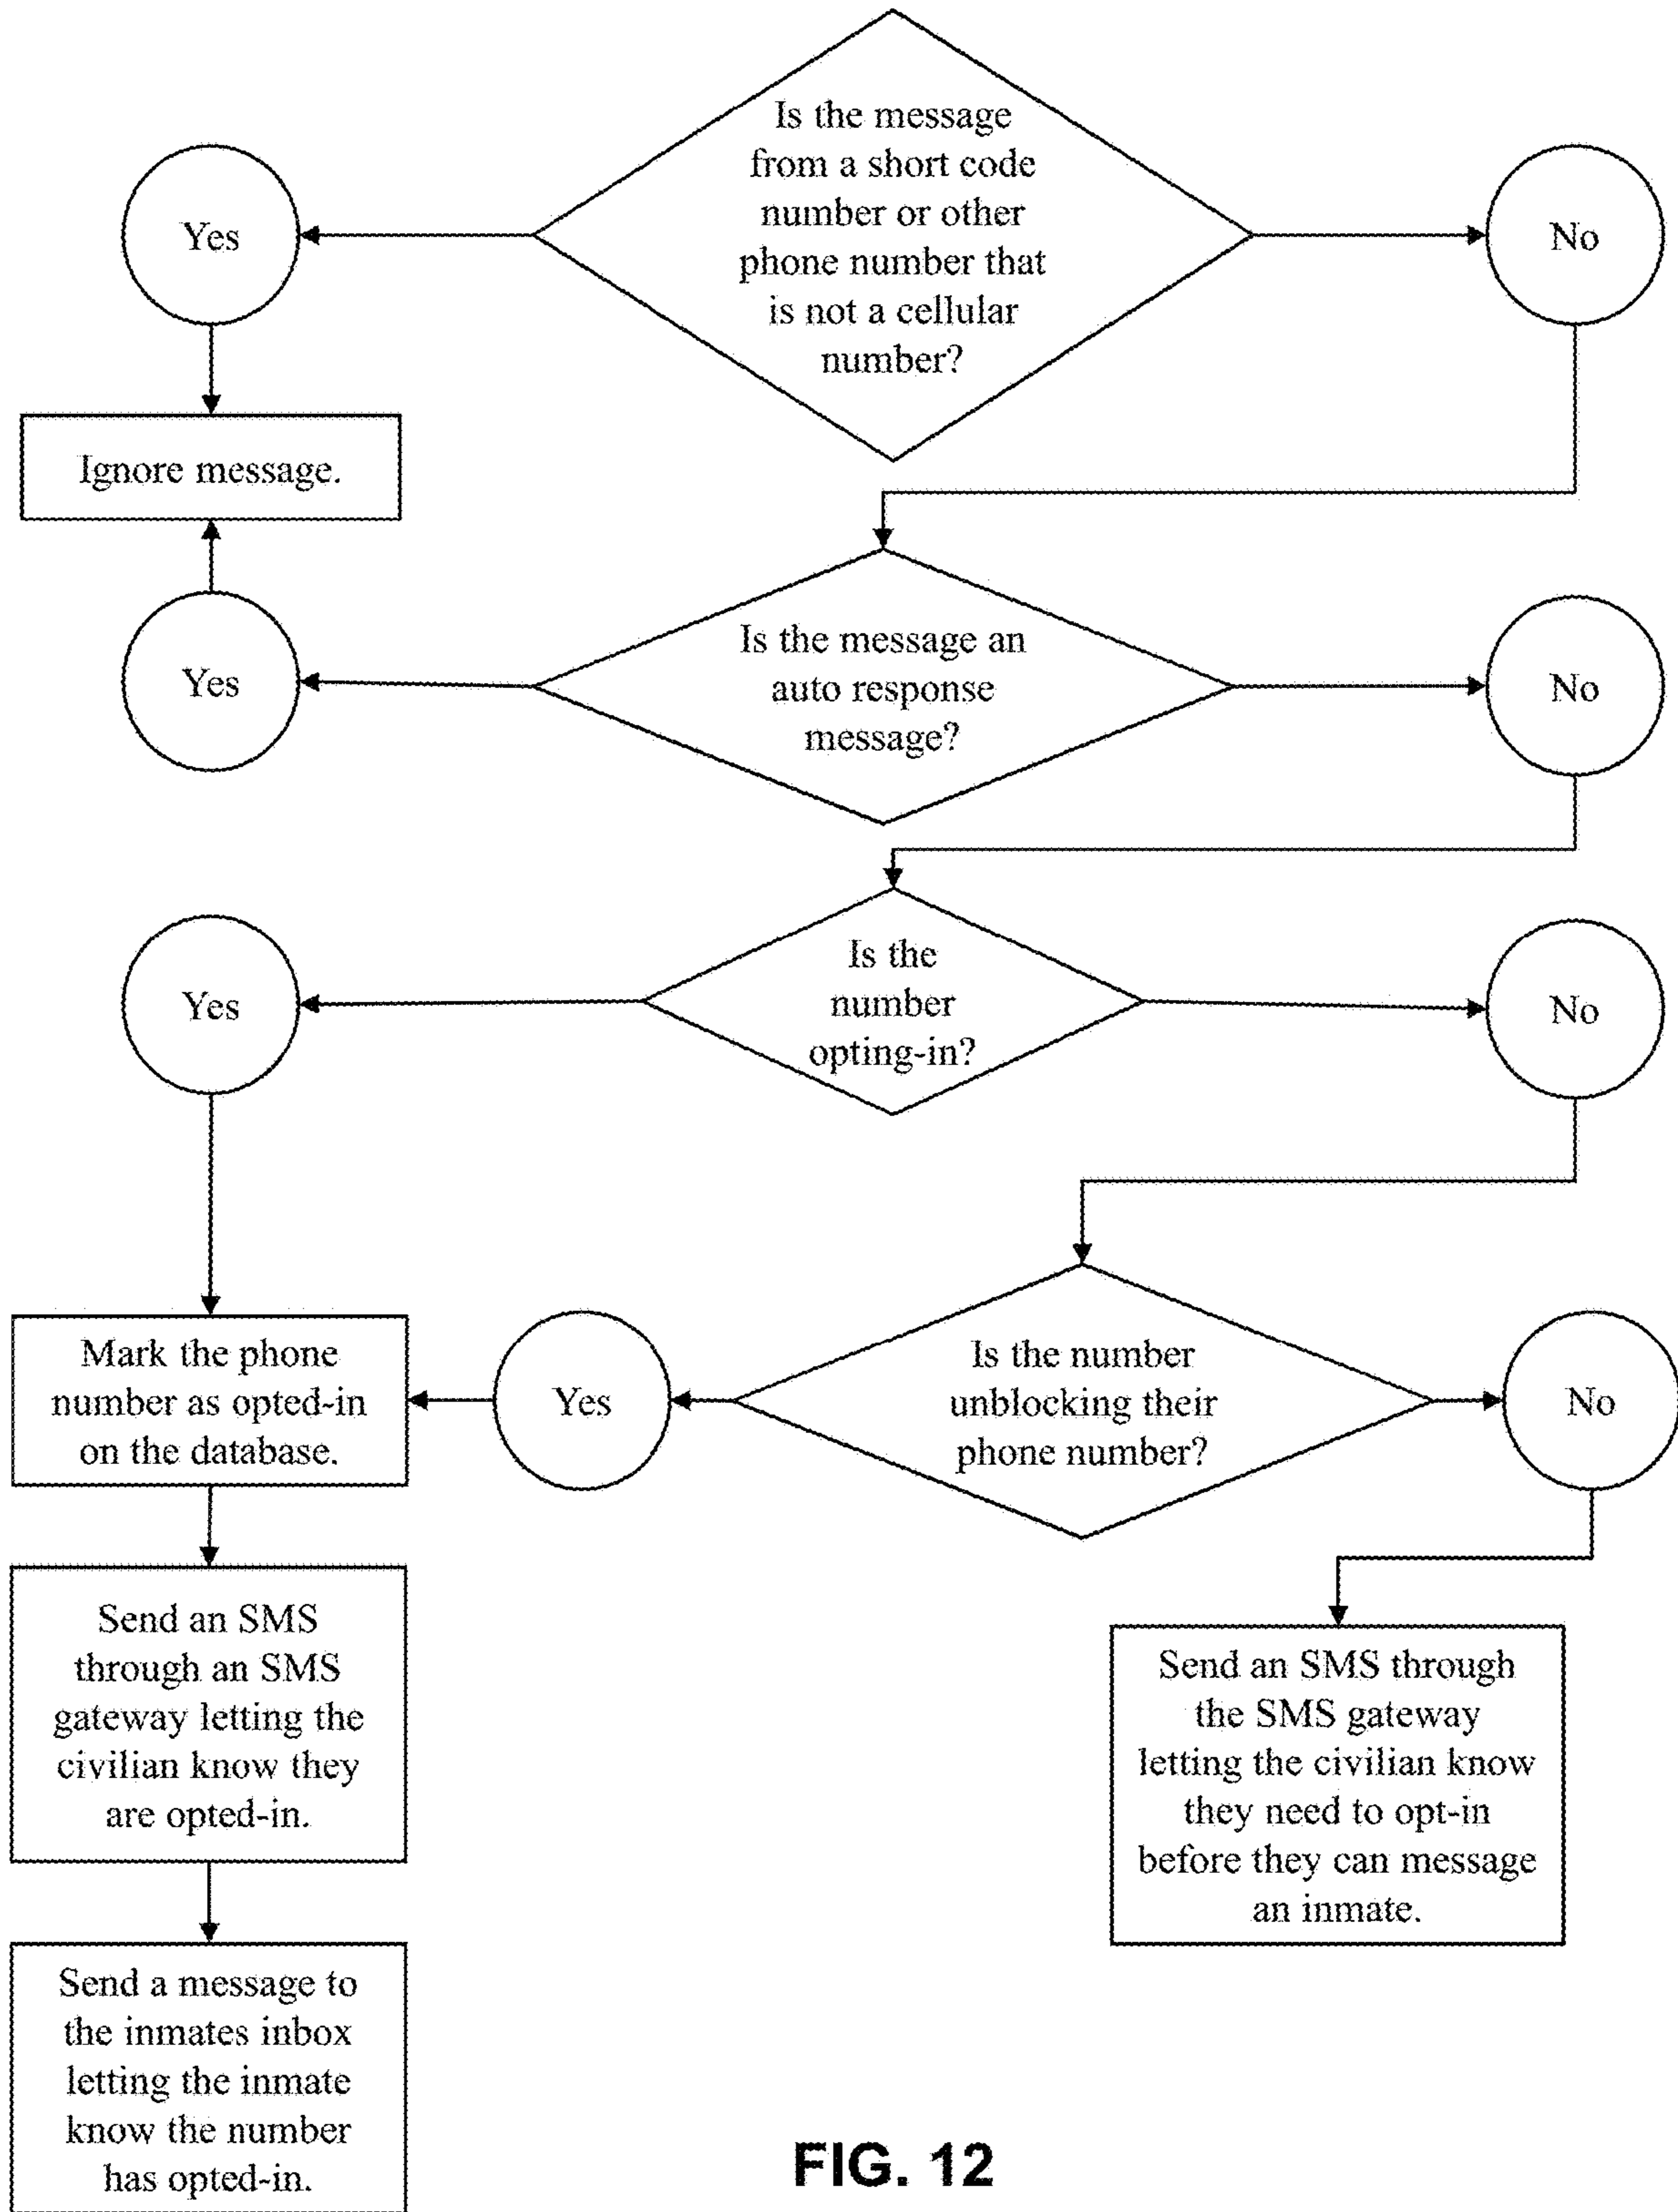 Is the message
from a short code
number or other
phone number that
is not a cellular
number?
Yes
No
Ignore message.
Is the message an
auto response
message?
Yes
No
Is the
number
opting-in?
Yes
No
Is the number
unblocking their
phone number?
Yes
No
Mark the phone
number as opted-in
on the database.
Send an SMS
through an SMS
gateway letting the
civilian know they
are opted-in.
Send a message to
the inmates inbox
letting the inmate
know the number
has opted-in.
Send an SMS through
the SMS gateway
letting the civilian know
they need to opt-in
before they can message
an inmate.
FIG. 12